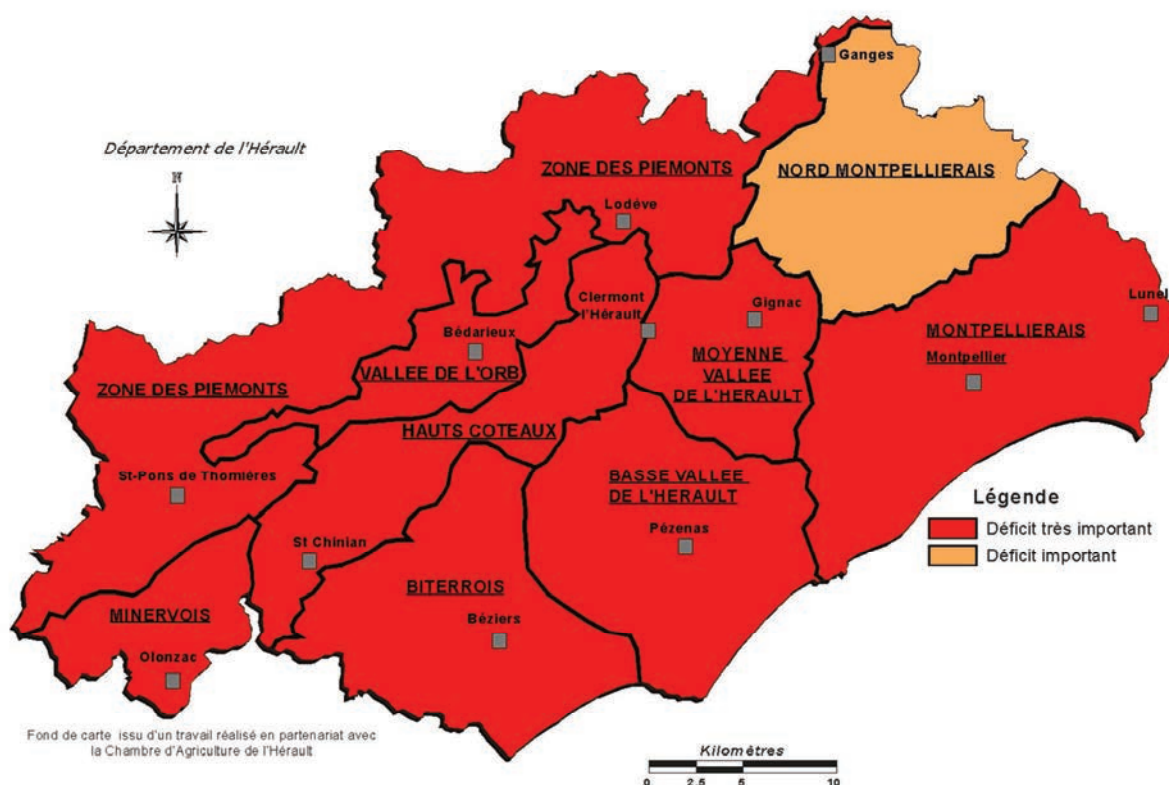 Ganges
Département de l'Hérault
N
ZONE DES PIEMONTS
NORD MONTPELLIERAIS
Lodéve
Clermont
l'Hérault
Gignac
Lunel
Bédarieux
MONTPELLIERAIS
Montpellier
MOYENNE
VALLEE
DE L'HERAULT
VALLEE DE L'ORB
ZONE DES PIEMONTS
HAUTS COTEAUX
St-Pons de Thomières
BASSE VALLEE
DE L'HERAULT
Légende
Déficit très important
Déficit important
Pézenas
St Chinian
BITERROIS
Béziers
MINERVOIS
Olonzac
Fond de carte issu d'un travail réalisé en partenariat avec
la Chambre d'Agriculture de l'Hérault
Kilomètres
0 2,5 5 10